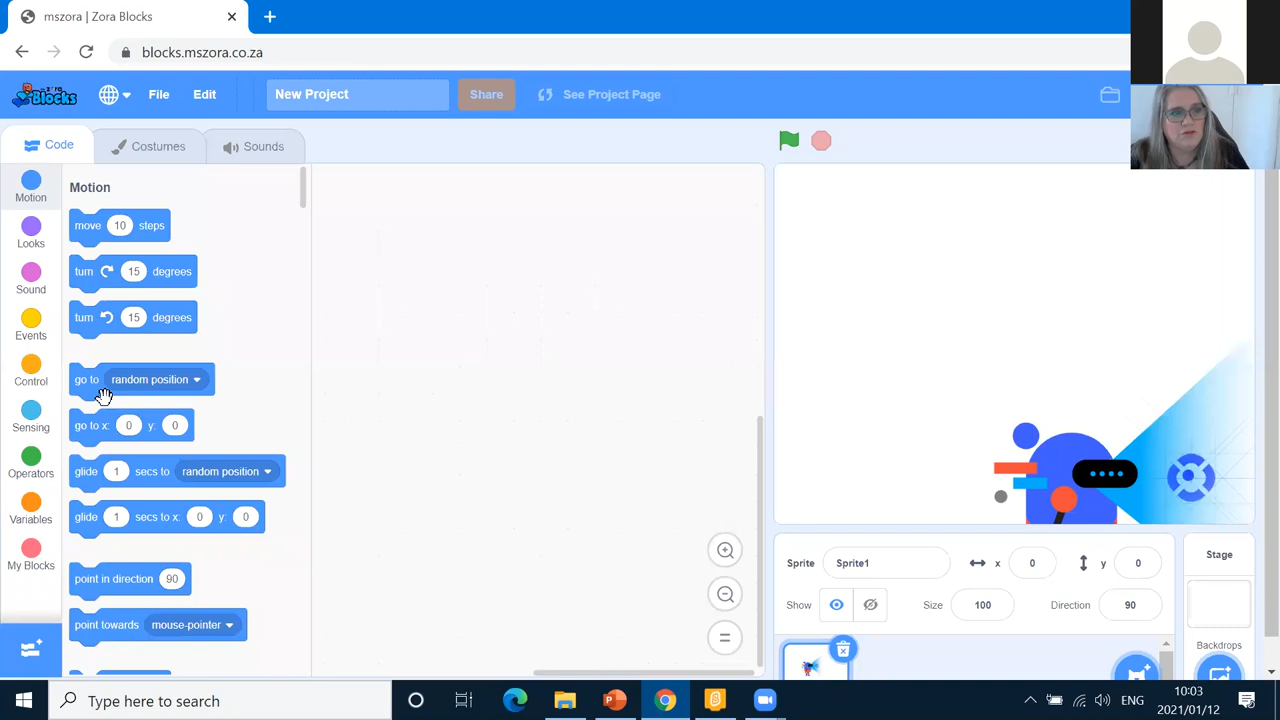 mszora | Zora Blocks
blocks.mszora.co.za
Zora
Blocks
File
Edit
New Project
Share
See Project Page
Code
Costumes
Sounds
Motion
Looks
Sound
Events
Control
Sensing
Operators
Variables
My Blocks
Motion
move 10 steps
turn 15 degrees
turn 15 degrees
go to random position
go to x: 0 y: 0
glide 1 secs to random position
glide 1 secs to x: 0 y: 0
point in direction 90
point towards mouse-pointer
Sprite Sprite1 x 0 y 0
Show Size 100 Direction 90
Stage
Backdrops
Type here to search
ENG
10:03
2021/01/12